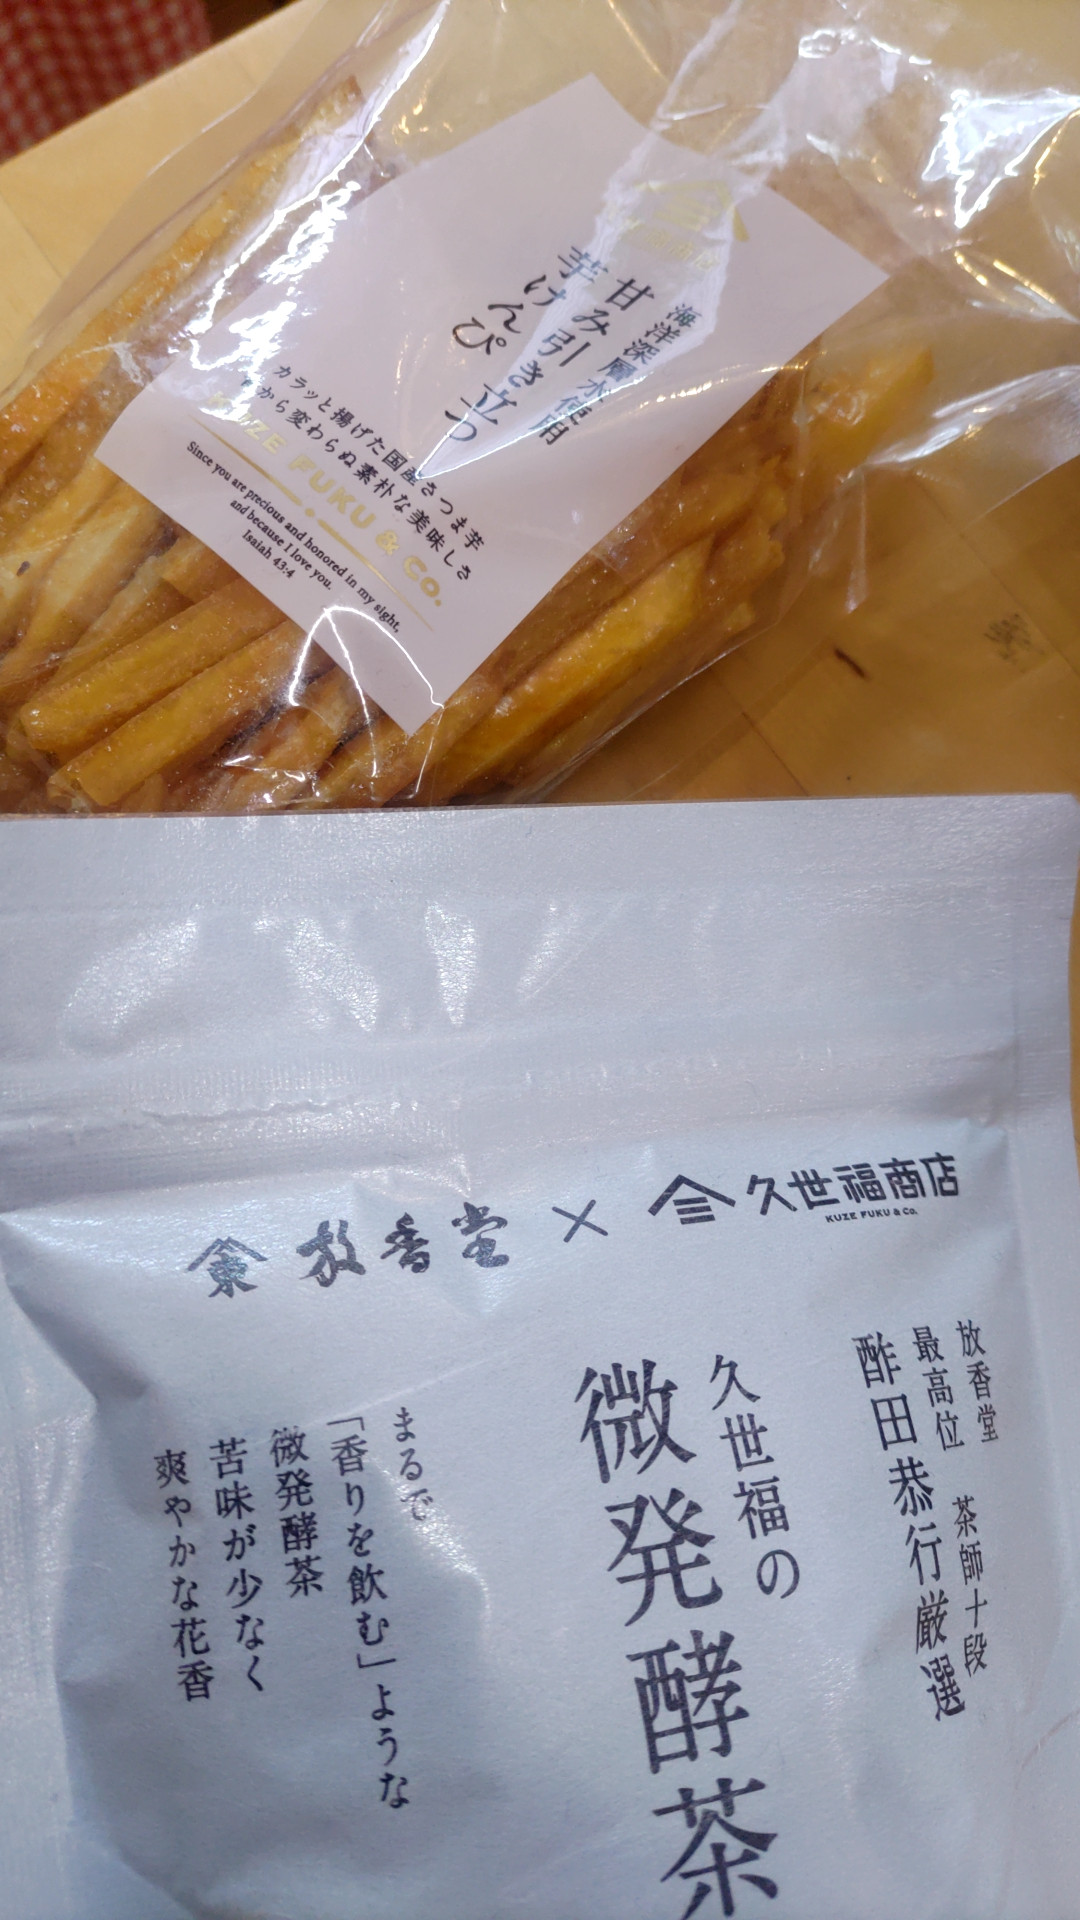 海洋深層水使用
甘み引き立つ
芋けんぴ
カラッと揚げた国産さつま芋
から変わらぬ素朴な美味しさ
KUZE FUKU & Co.
Since you are precious and honored in my sight,
and because I love you.
Isaiah 43:4
放香堂 × 久世福商店
KUZE FUKU & Co.
放香堂
最高位 茶師十段
酢田恭行厳選
久世福の
微発酵茶
まるで
「香りを飲む」ような
微発酵茶
苦味が少なく
爽やかな花香